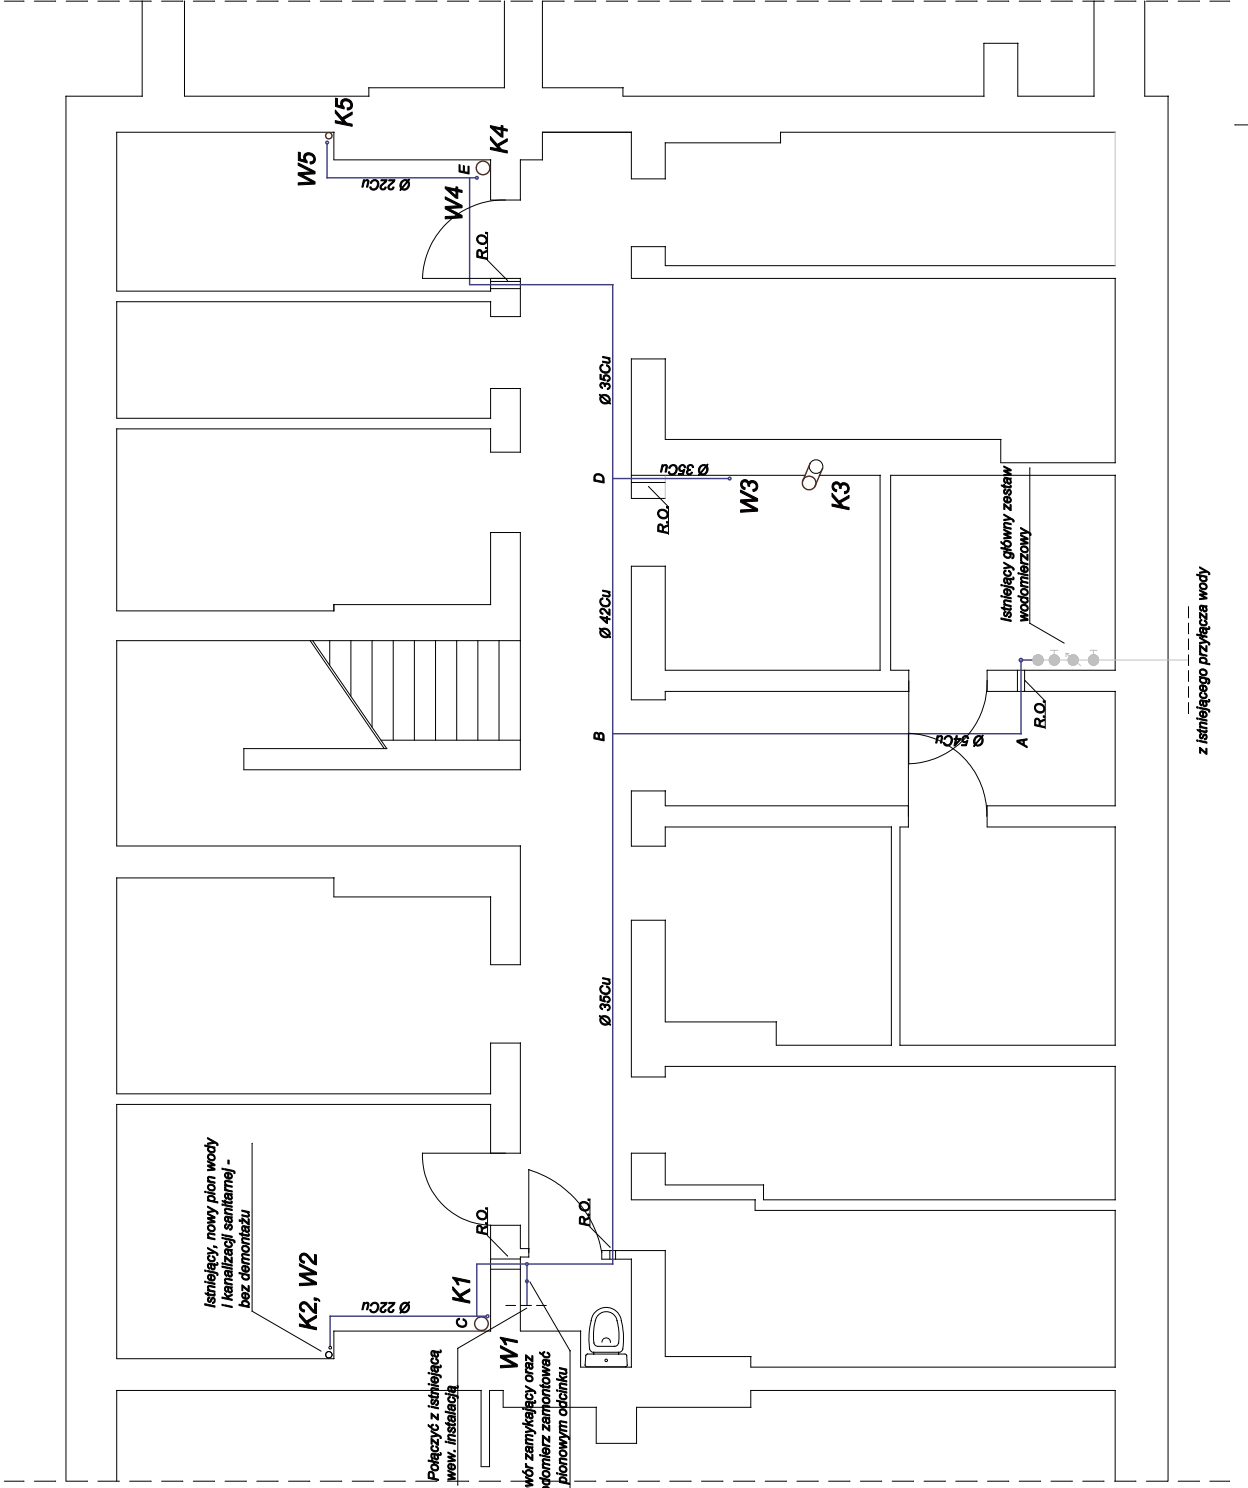 K5
W5
K4
E
W4
Ø 22Cu
R.O.
Ø 35Cu
D
Ø 35Cu
W3
K3
R.O.
Istniejący główny zestaw
wodomierzowy
Ø 42Cu
z istniejącego przyłącza wody
B
Ø 54Cu
A
R.O.
Ø 35Cu
Istniejący, nowy pion wody
i kanalizacji sanitarnej -
bez demontażu
K2, W2
Ø 22Cu
R.O.
R.O.
K1
C
W1
Połączyć z istniejącą
wew. instalacją
zamykający oraz
zamontować
pionowym odcinku